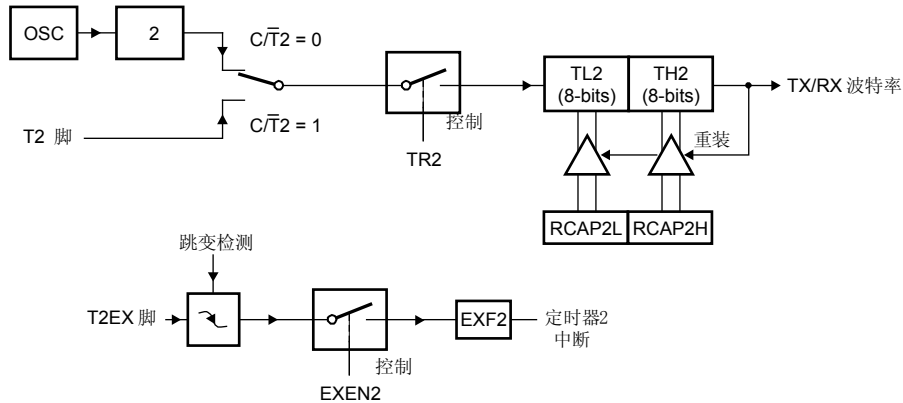 OSC
2
C/T̅2 = 0
TL2
(8-bits)
TH2
(8-bits)
TX/RX 波特率
C/T̅2 = 1
控制
T2 脚
TR2
重装
RCAP2L
RCAP2H
跳变检测
T2EX 脚
EXF2
定时器2
中断
控制
EXEN2